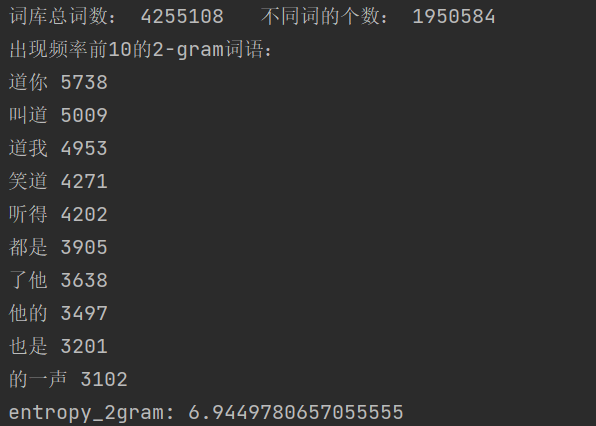 词库总词数: 4255108 不同词的个数: 1950584
出现频率前10的2-gram词语:
道你 5738
叫道 5009
道我 4953
笑道 4271
听得 4202
都是 3905
了他 3638
他的 3497
也是 3201
的一声 3102
entropy_2gram: 6.9449780657055555